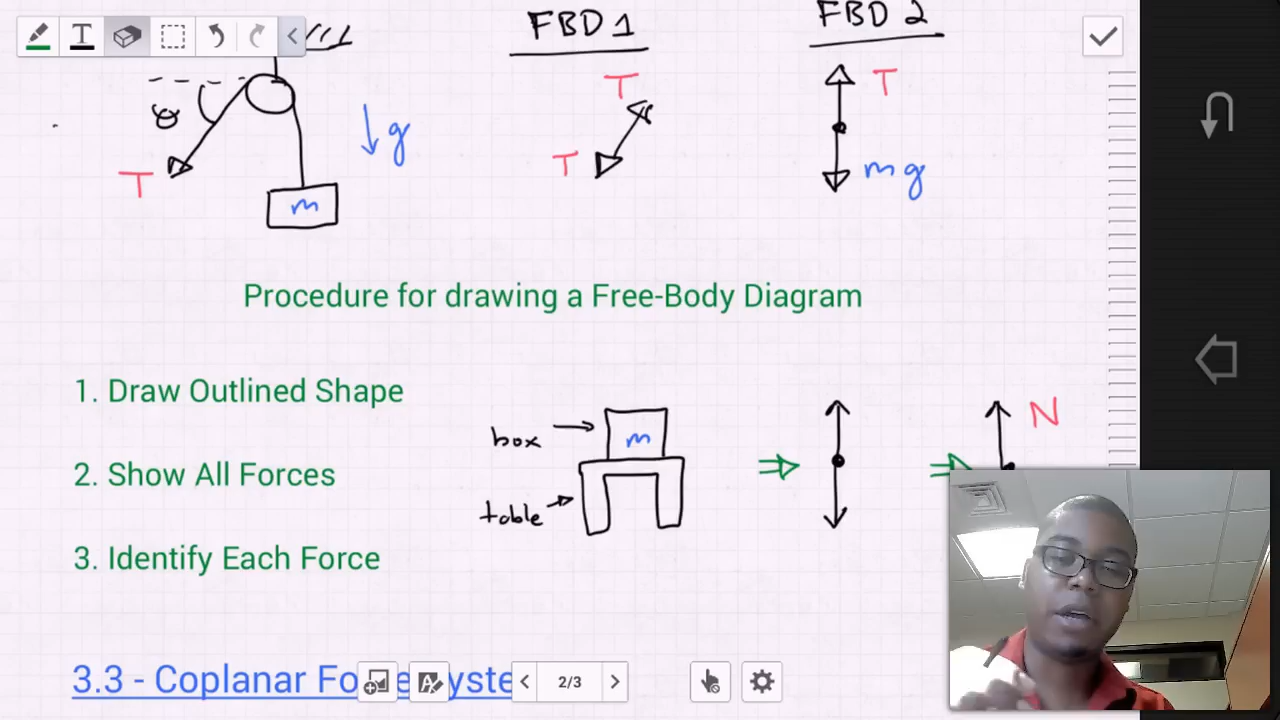 FBD 1
FBD 2
T
T
θ
↓ g
T
T
mg
m
Procedure for drawing a Free-Body Diagram
1. Draw Outlined Shape
N
box
m
2. Show All Forces
table
3. Identify Each Force
3.3 - Coplanar Fo
e
yste
2/3